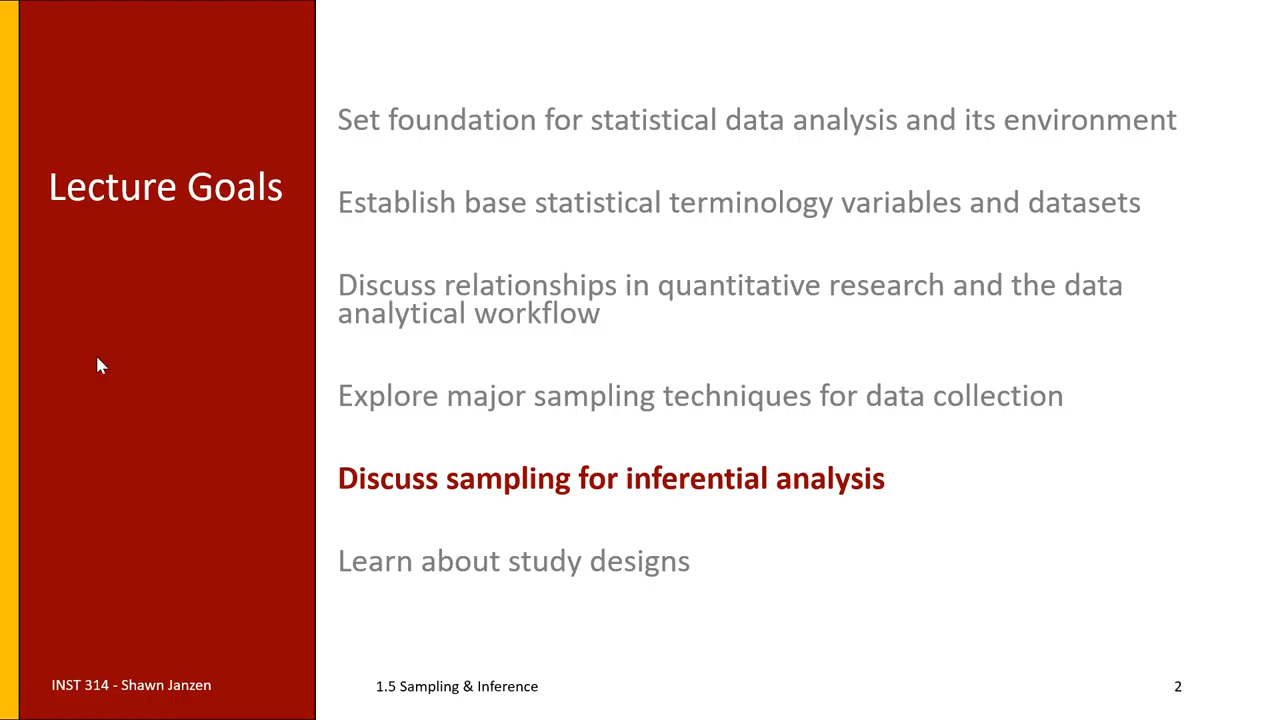 Lecture Goals
Set foundation for statistical data analysis and its environment
Establish base statistical terminology variables and datasets
Discuss relationships in quantitative research and the data
analytical workflow
Explore major sampling techniques for data collection
Discuss sampling for inferential analysis
Learn about study designs
INST 314 - Shawn Janzen
1.5 Sampling & Inference
2